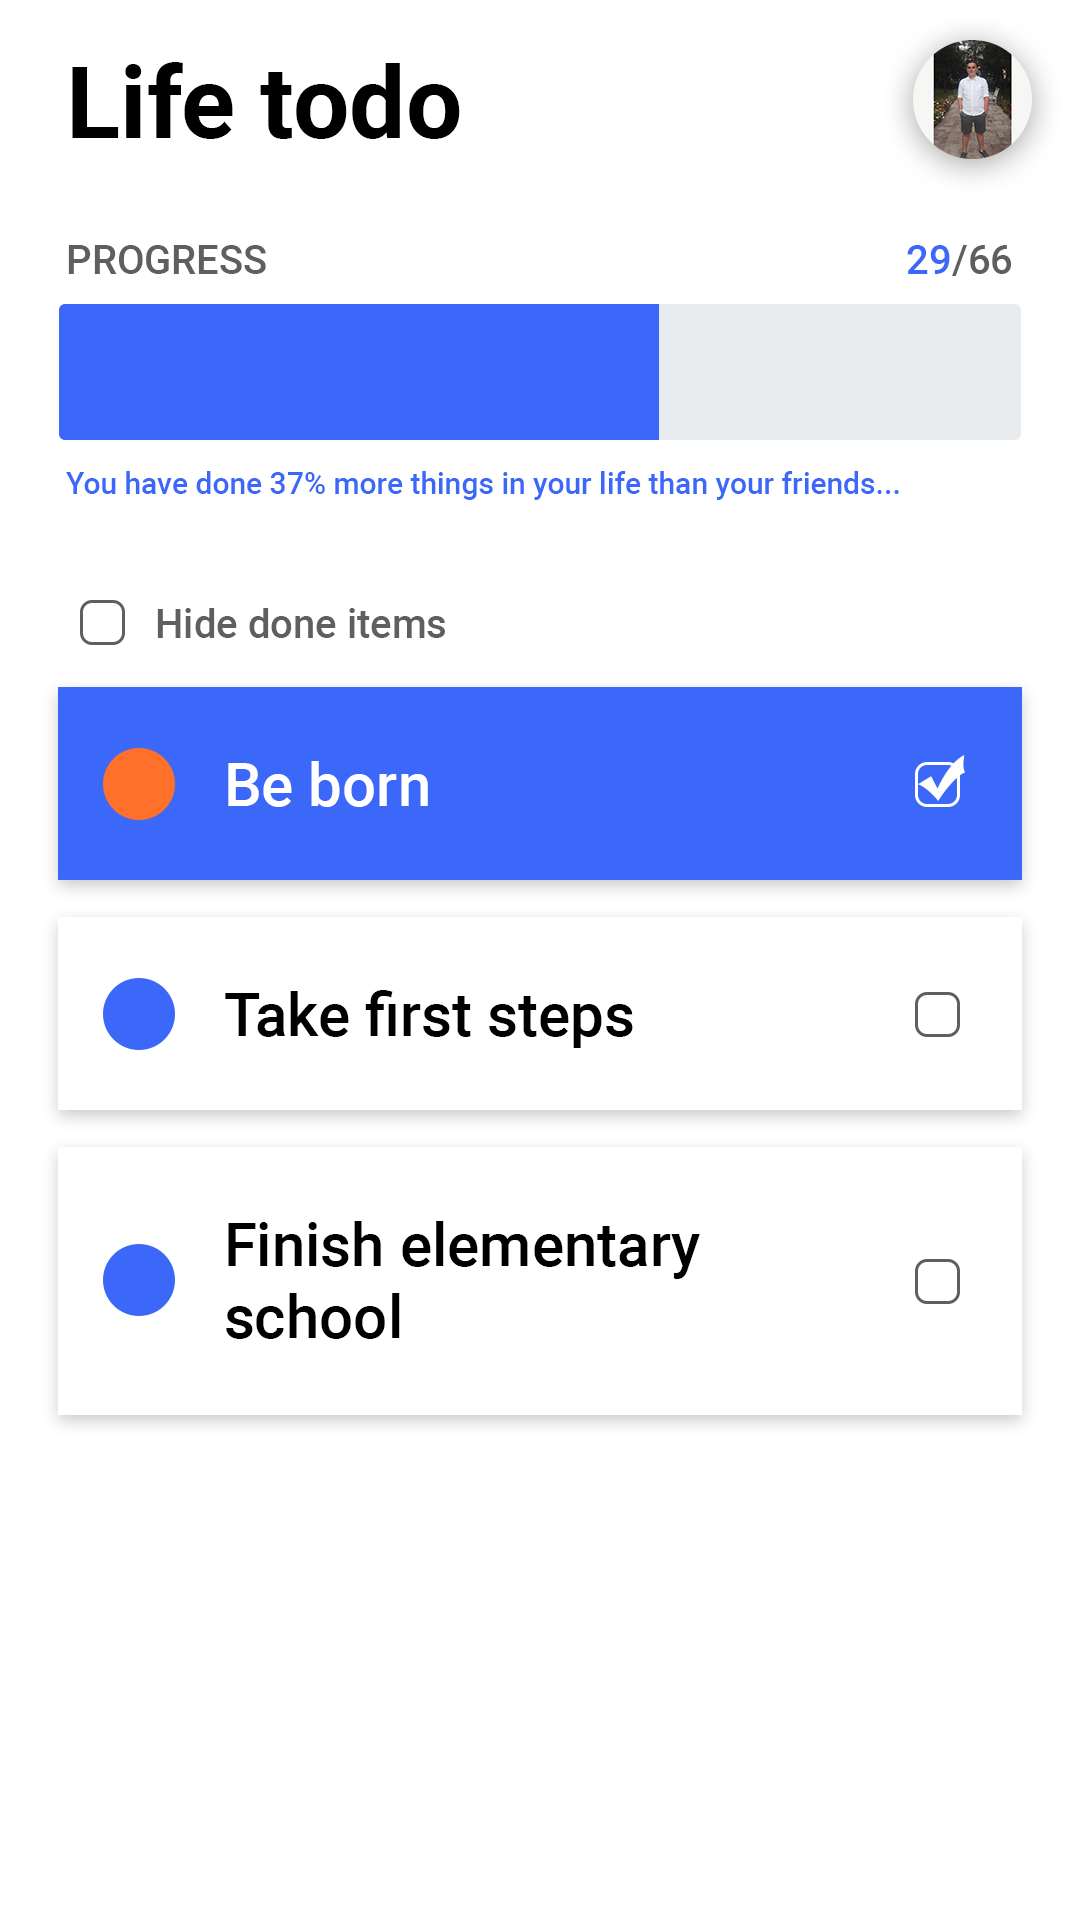 Life todo
PROGRESS 29/66
You have done 37% more things in your life than your friends...
Hide done items
Be born
Take first steps
Finish elementary
school